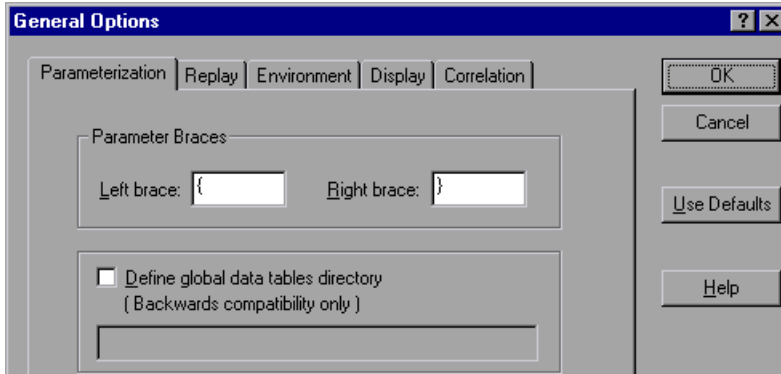 General Options
Parameterization Replay Environment Display Correlation
OK
Cancel
Use Defaults
Help
Parameter Braces
Left brace: {
Right brace: }
Define global data tables directory
( Backwards compatibility only )